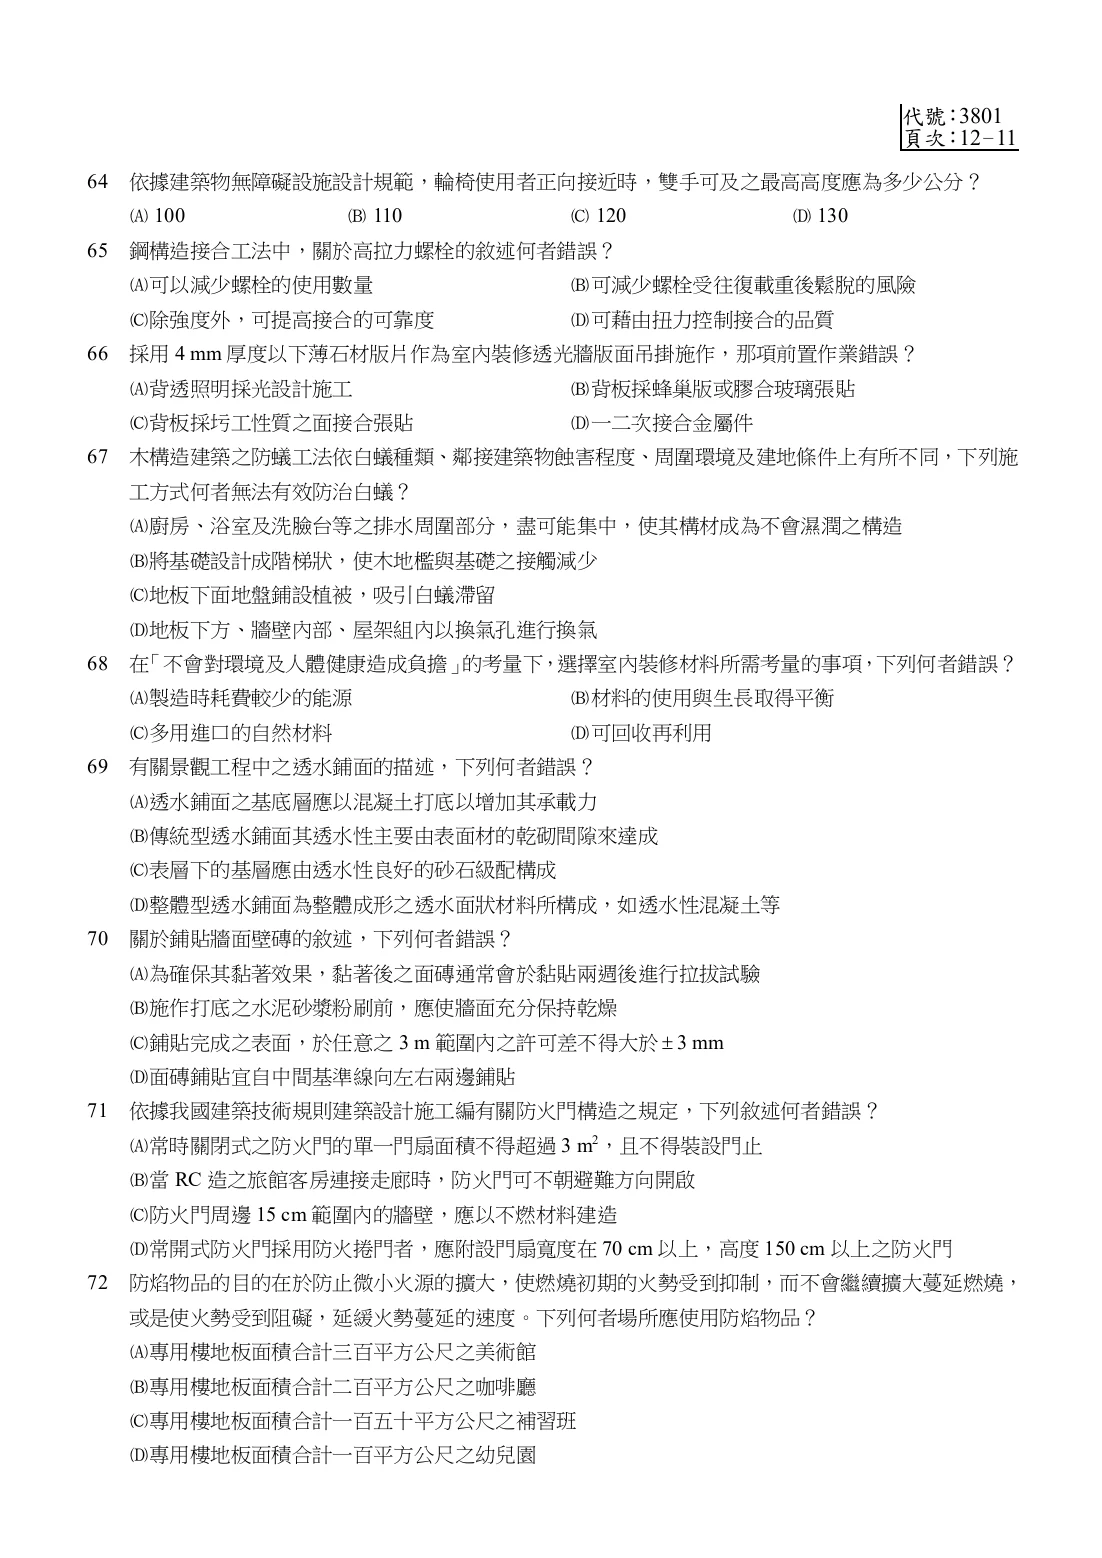 代號：3801
頁次：12－11
64 依據建築物無障礙設施設計規範，輪椅使用者正向接近時，雙手可及之最高高度應為多少公分？
(A) 100 (B) 110 (C) 120 (D) 130
65 鋼構造接合工法中，關於高拉力螺栓的敘述何者錯誤？
(A)可以減少螺栓的使用數量 (B)可減少螺栓受往復載重後鬆脫的風險
(C)除強度外，可提高接合的可靠度 (D)可藉由扭力控制接合的品質
66 採用 4 mm 厚度以下薄石材版片作為室內裝修透光牆版面吊掛施作，那項前置作業錯誤？
(A)背透照明採光設計施工 (B)背板採蜂巢版或膠合玻璃張貼
(C)背板採圬工性質之面接合張貼 (D)一二次接合金屬件
67 木構造建築之防蟻工法依白蟻種類、鄰接建築物蝕害程度、周圍環境及建地條件上有所不同，下列施
工方式何者無法有效防治白蟻？
(A)廚房、浴室及洗臉台等之排水周圍部分，盡可能集中，使其構材成為不會濕潤之構造
(B)將基礎設計成階梯狀，使木地檻與基礎之接觸減少
(C)地板下面地盤鋪設植被，吸引白蟻滯留
(D)地板下方、牆壁內部、屋架組內以換氣孔進行換氣
68 在「不會對環境及人體健康造成負擔」的考量下，選擇室內裝修材料所需考量的事項，下列何者錯誤？
(A)製造時耗費較少的能源 (B)材料的使用與生長取得平衡
(C)多用進口的自然材料 (D)可回收再利用
69 有關景觀工程中之透水鋪面的描述，下列何者錯誤？
(A)透水鋪面之基底層應以混凝土打底以增加其承載力
(B)傳統型透水鋪面其透水性主要由表面材的乾砌間隙來達成
(C)表層下的基層應由透水性良好的砂石級配構成
(D)整體型透水鋪面為整體成形之透水面狀材料所構成，如透水性混凝土等
70 關於鋪貼牆面壁磚的敘述，下列何者錯誤？
(A)為確保其黏著效果，黏著後之面磚通常會於黏貼兩週後進行拉拔試驗
(B)施作打底之水泥砂漿粉刷前，應使牆面充分保持乾燥
(C)鋪貼完成之表面，於任意之 3 m 範圍內之許可差不得大於±3 mm
(D)面磚鋪貼宜自中間基準線向左右兩邊鋪貼
71 依據我國建築技術規則建築設計施工編有關防火門構造之規定，下列敘述何者錯誤？
(A)常時關閉式之防火門的單一門扇面積不得超過 3 m²，且不得裝設門止
(B)當 RC 造之旅館客房連接走廊時，防火門可不朝避難方向開啟
(C)防火門周邊 15 cm 範圍內的牆壁，應以不燃材料建造
(D)常開式防火門採用防火捲門者，應附設門扇寬度在 70 cm 以上，高度 150 cm 以上之防火門
72 防焰物品的目的在於防止微小火源的擴大，使燃燒初期的火勢受到抑制，而不會繼續擴大蔓延燃燒，
或是使火勢受到阻礙，延緩火勢蔓延的速度。下列何者場所應使用防焰物品？
(A)專用樓地板面積合計三百平方公尺之美術館
(B)專用樓地板面積合計二百平方公尺之咖啡廳
(C)專用樓地板面積合計一百五十平方公尺之補習班
(D)專用樓地板面積合計一百平方公尺之幼兒園